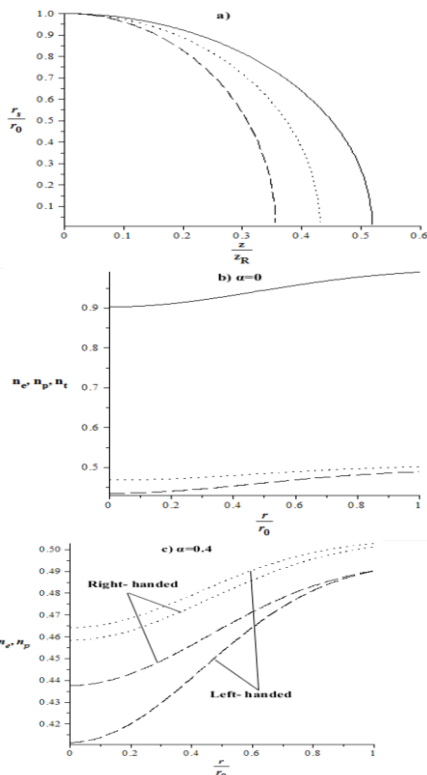 a)
1.0
0.9
0.8
0.7
r_s
0.6
r_0
0.5
0.4
0.3
0.2
0.1
0 0.1 0.2 0.3 0.4 0.5 0.6
z
z_R
b) α=0
0.9
0.8
n_e, n_p, n_t 0.7
0.6
0.5
0 0.2 0.4 0.6 0.8 1
r
r_0
c) α=0.4
0.50
0.49
0.48
Right- handed
0.47
0.46
n_e, n_p
0.45
0.44
Left- handed
0.43
0.42
0 0.2 0.4 0.6 0.8 1
r
r_0